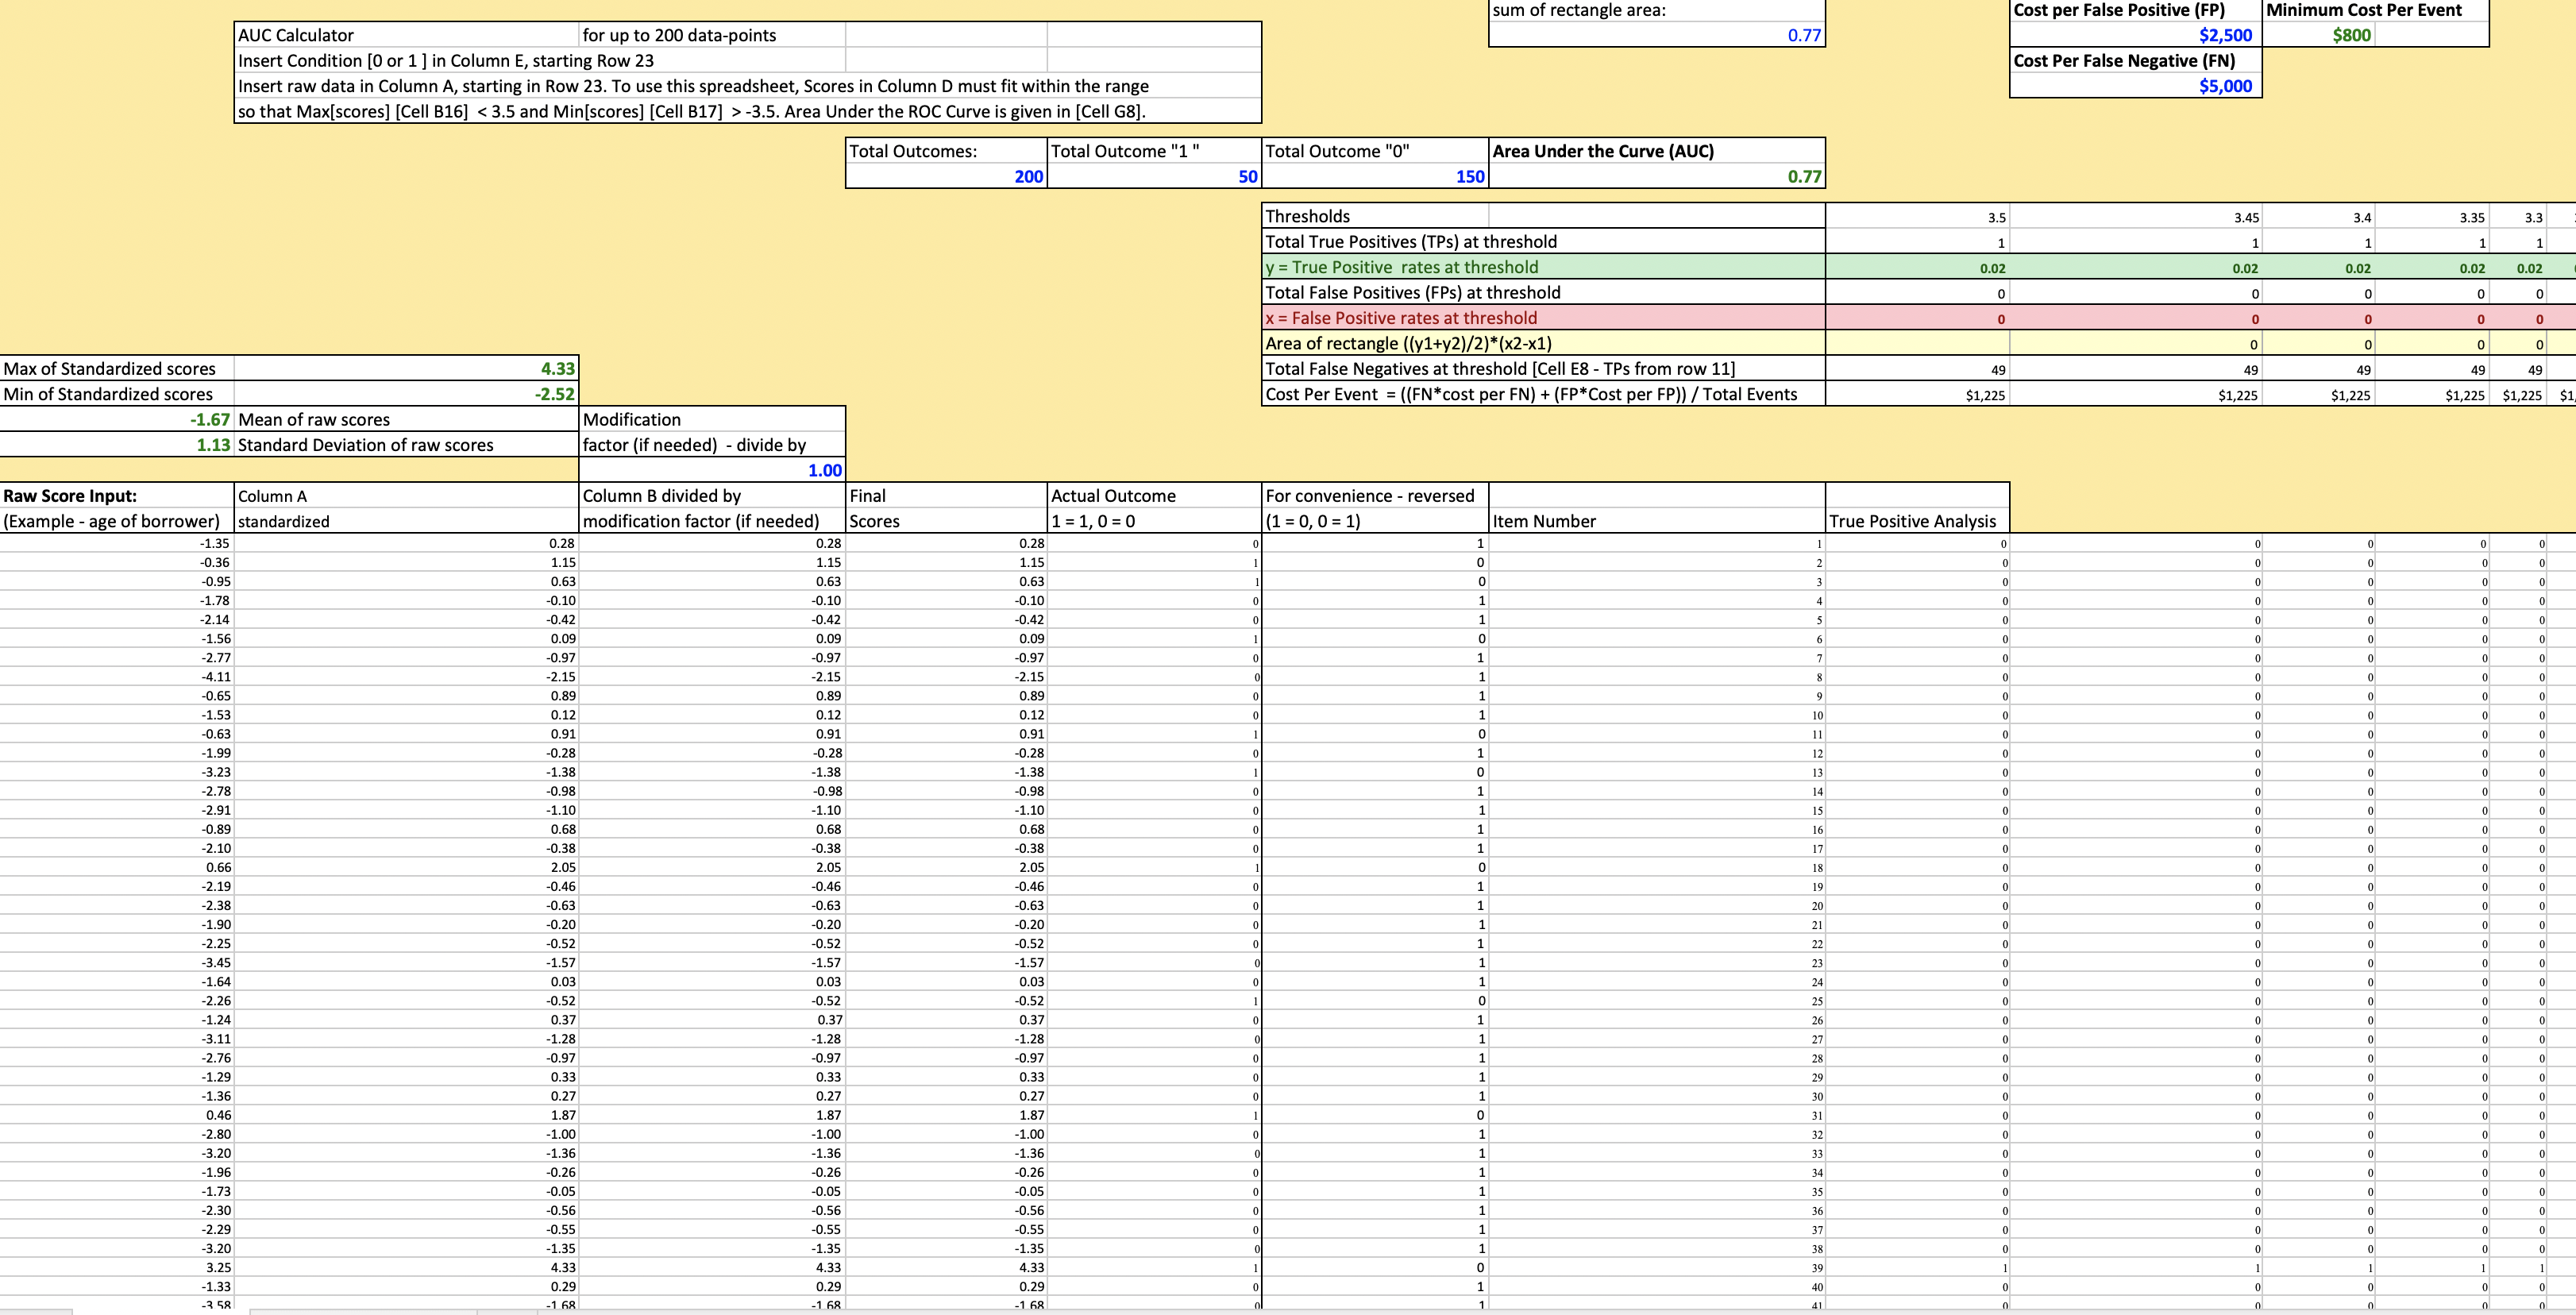 sum of rectangle area: Cost per False Positive (FP) Minimum Cost Per Event
AUC Calculator for up to 200 data-points 0.77 $2,500 $800
Insert Condition [0 or 1 ] in Column E, starting Row 23 Cost Per False Negative (FN)
Insert raw data in Column A, starting in Row 23. To use this spreadsheet, Scores in Column D must fit within the range $5,000
so that Max[scores] [Cell B16] < 3.5 and Min[scores] [Cell B17] > -3.5. Area Under the ROC Curve is given in [Cell G8].
Total Outcomes: Total Outcome "1 " Total Outcome "0" Area Under the Curve (AUC)
200 50 150 0.77
Thresholds 3.5 3.45 3.4 3.35 3.3
Total True Positives (TPs) at threshold 1 1 1 1 1
y = True Positive rates at threshold 0.02 0.02 0.02 0.02 0.02
Total False Positives (FPs) at threshold 0 0 0 0 0
x = False Positive rates at threshold 0 0 0 0 0
Area of rectangle ((y1+y2)/2)*(x2-x1) 0 0 0 0
Max of Standardized scores 4.33 Total False Negatives at threshold [Cell E8 - TPs from row 11] 49 49 49 49 49
Min of Standardized scores -2.52 Cost Per Event = ((FN*cost per FN) + (FP*Cost per FP)) / Total Events $1,225 $1,225 $1,225 $1,225 $1,225 $1,
-1.67 Mean of raw scores Modification
1.13 Standard Deviation of raw scores factor (if needed) - divide by
1.00
Raw Score Input: Column A Column B divided by Final Actual Outcome For convenience - reversed
(Example - age of borrower) standardized modification factor (if needed) Scores 1 = 1, 0 = 0 (1 = 0, 0 = 1) Item Number True Positive Analysis
-1.35 0.28 0.28 0.28 0 1 1 0 0 0 0 0
-0.36 1.15 1.15 1.15 1 0 2 0 0 0 0 0
-0.95 0.63 0.63 0.63 1 0 3 0 0 0 0 0
-1.78 -0.10 -0.10 -0.10 0 1 4 0 0 0 0 0
-2.14 -0.42 -0.42 -0.42 0 1 5 0 0 0 0 0
-1.56 0.09 0.09 0.09 1 0 6 0 0 0 0 0
-2.77 -0.97 -0.97 -0.97 0 1 7 0 0 0 0 0
-4.11 -2.15 -2.15 -2.15 0 1 8 0 0 0 0 0
-0.65 0.89 0.89 0.89 0 1 9 0 0 0 0 0
-1.53 0.12 0.12 0.12 0 1 10 0 0 0 0 0
-0.63 0.91 0.91 0.91 1 0 11 0 0 0 0 0
-1.99 -0.28 -0.28 -0.28 0 1 12 0 0 0 0 0
-3.23 -1.38 -1.38 -1.38 1 0 13 0 0 0 0 0
-2.78 -0.98 -0.98 -0.98 0 1 14 0 0 0 0 0
-2.91 -1.10 -1.10 -1.10 0 1 15 0 0 0 0 0
-0.89 0.68 0.68 0.68 0 1 16 0 0 0 0 0
-2.10 -0.38 -0.38 -0.38 0 1 17 0 0 0 0 0
0.66 2.05 2.05 2.05 1 0 18 0 0 0 0 0
-2.19 -0.46 -0.46 -0.46 0 1 19 0 0 0 0 0
-2.38 -0.63 -0.63 -0.63 0 1 20 0 0 0 0 0
-1.90 -0.20 -0.20 -0.20 0 1 21 0 0 0 0 0
-2.25 -0.52 -0.52 -0.52 0 1 22 0 0 0 0 0
-3.45 -1.57 -1.57 -1.57 0 1 23 0 0 0 0 0
-1.64 0.03 0.03 0.03 0 1 24 0 0 0 0 0
-2.26 -0.52 -0.52 -0.52 1 0 25 0 0 0 0 0
-1.24 0.37 0.37 0.37 0 1 26 0 0 0 0 0
-3.11 -1.28 -1.28 -1.28 0 1 27 0 0 0 0 0
-2.76 -0.97 -0.97 -0.97 0 1 28 0 0 0 0 0
-1.29 0.33 0.33 0.33 0 1 29 0 0 0 0 0
-1.36 0.27 0.27 0.27 0 1 30 0 0 0 0 0
0.46 1.87 1.87 1.87 1 0 31 0 0 0 0 0
-2.80 -1.00 -1.00 -1.00 0 1 32 0 0 0 0 0
-3.20 -1.36 -1.36 -1.36 0 1 33 0 0 0 0 0
-1.96 -0.26 -0.26 -0.26 0 1 34 0 0 0 0 0
-1.73 -0.05 -0.05 -0.05 0 1 35 0 0 0 0 0
-2.30 -0.56 -0.56 -0.56 0 1 36 0 0 0 0 0
-2.29 -0.55 -0.55 -0.55 0 1 37 0 0 0 0 0
-3.20 -1.35 -1.35 -1.35 0 1 38 0 0 0 0 0
3.25 4.33 4.33 4.33 1 0 39 1 1 1 1 1
-1.33 0.29 0.29 0.29 0 1 40 0 0 0 0 0
-3.58 -1.68 -1.68 -1.68 0 1 41